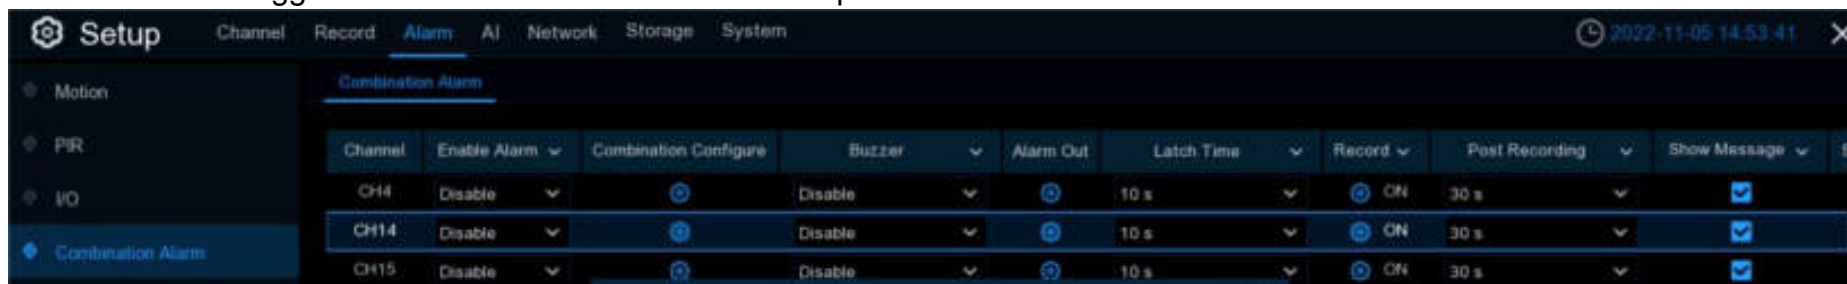 Setup Channel Record Alarm AI Network Storage System 2022-11-05 14:53:41
Motion
Combination Alarm
PIR
Channel Enable Alarm Combination Configure Buzzer Alarm Out Latch Time Record Post Recording Show Message
I/O
CH4 Disable Disable 10 s ON 30 s
CH14 Disable Disable 10 s ON 30 s
Combination Alarm
CH15 Disable Disable 10 s ON 30 s